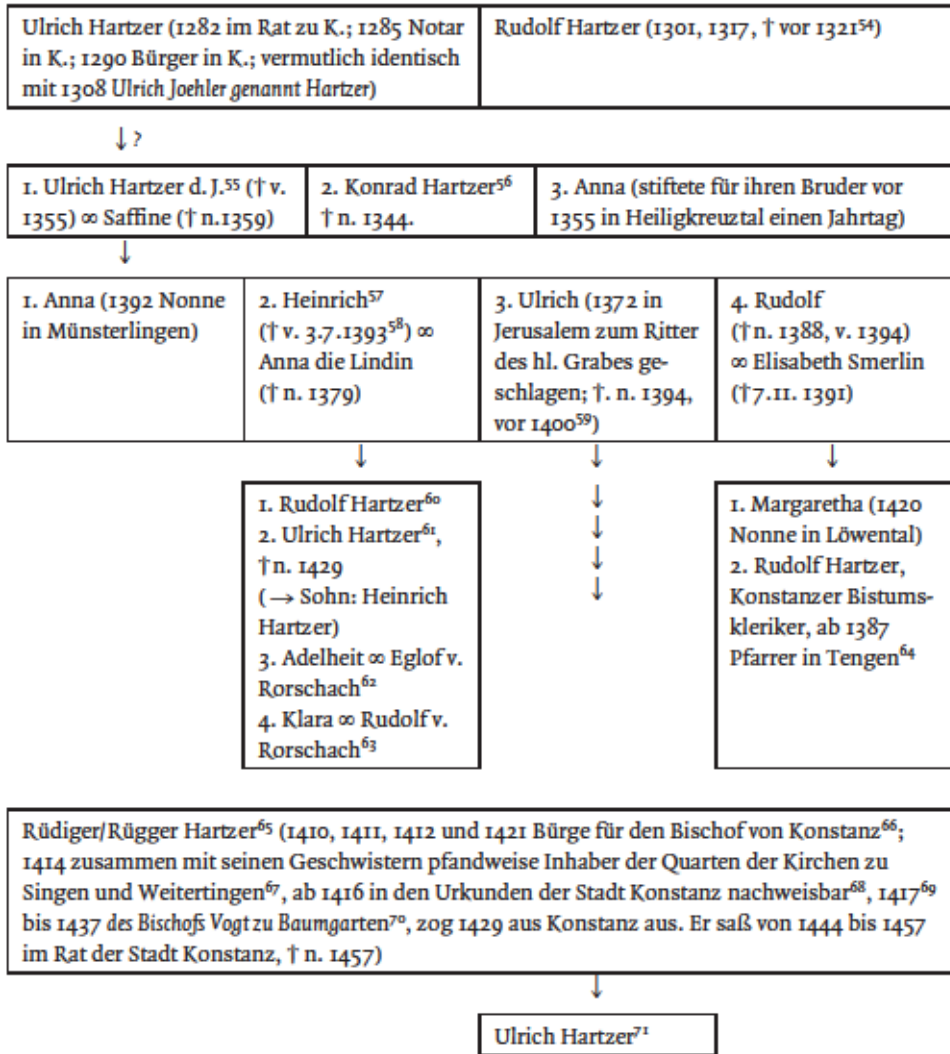 Ulrich Hartzer (1282 im Rat zu K.; 1285 Notar
in K.; 1290 Bürger in K.; vermutlich identisch
mit 1308 Ulrich Joehler genannt Hartzer)
Rudolf Hartzer (1301, 1317, † vor 1321⁵⁴)
↓ ?
1. Ulrich Hartzer d. J.⁵⁵ († v.
1355) ∞ Saffine († n.1359)
2. Konrad Hartzer⁵⁶
† n. 1344.
3. Anna (stiftete für ihren Bruder vor
1355 in Heiligkreuztal einen Jahrtag)
↓
1. Anna (1392 Nonne
in Münsterlingen)
2. Heinrich⁵⁷
(† v. 3.7.1393⁵⁸) ∞
Anna die Lindin
(† n. 1379)
3. Ulrich (1372 in
Jerusalem zum Ritter
des hl. Grabes ge-
schlagen; †. n. 1394,
vor 1400⁵⁹)
4. Rudolf
(† n. 1388, v. 1394)
∞ Elisabeth Smerlin
(†7.11. 1391)
↓ ↓ ↓
↓
↓
↓
↓
1. Rudolf Hartzer⁶⁰
2. Ulrich Hartzer⁶¹,
† n. 1429
(→ Sohn: Heinrich
Hartzer)
3. Adelheit ∞ Eglof v.
Rorschach⁶²
4. Klara ∞ Rudolf v.
Rorschach⁶³
1. Margaretha (1420
Nonne in Löwental)
2. Rudolf Hartzer,
Konstanzer Bistums-
kleriker, ab 1387
Pfarrer in Tengen⁶⁴
Rüdiger/Rügger Hartzer⁶⁵ (1410, 1411, 1412 und 1421 Bürge für den Bischof von Konstanz⁶⁶;
1414 zusammen mit seinen Geschwistern pfandweise Inhaber der Quarten der Kirchen zu
Singen und Weitertingen⁶⁷, ab 1416 in den Urkunden der Stadt Konstanz nachweisbar⁶⁸, 1417⁶⁹
bis 1437 des Bischofs Vogt zu Baumgarten⁷⁰, zog 1429 aus Konstanz aus. Er saß von 1444 bis 1457
im Rat der Stadt Konstanz, † n. 1457)
↓
Ulrich Hartzer⁷¹